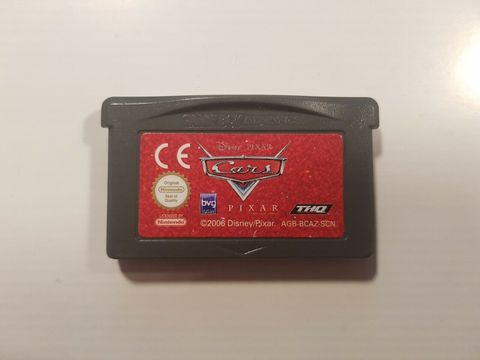 GAME BOY ADVANCE
CE
Disney PIXAR
Cars
PIXAR
Original
Nintendo
Seal of
Quality
LICENSED BY
Nintendo
bvg
THQ
©2006 Disney/Pixar. AGB-BCAZ-SCN